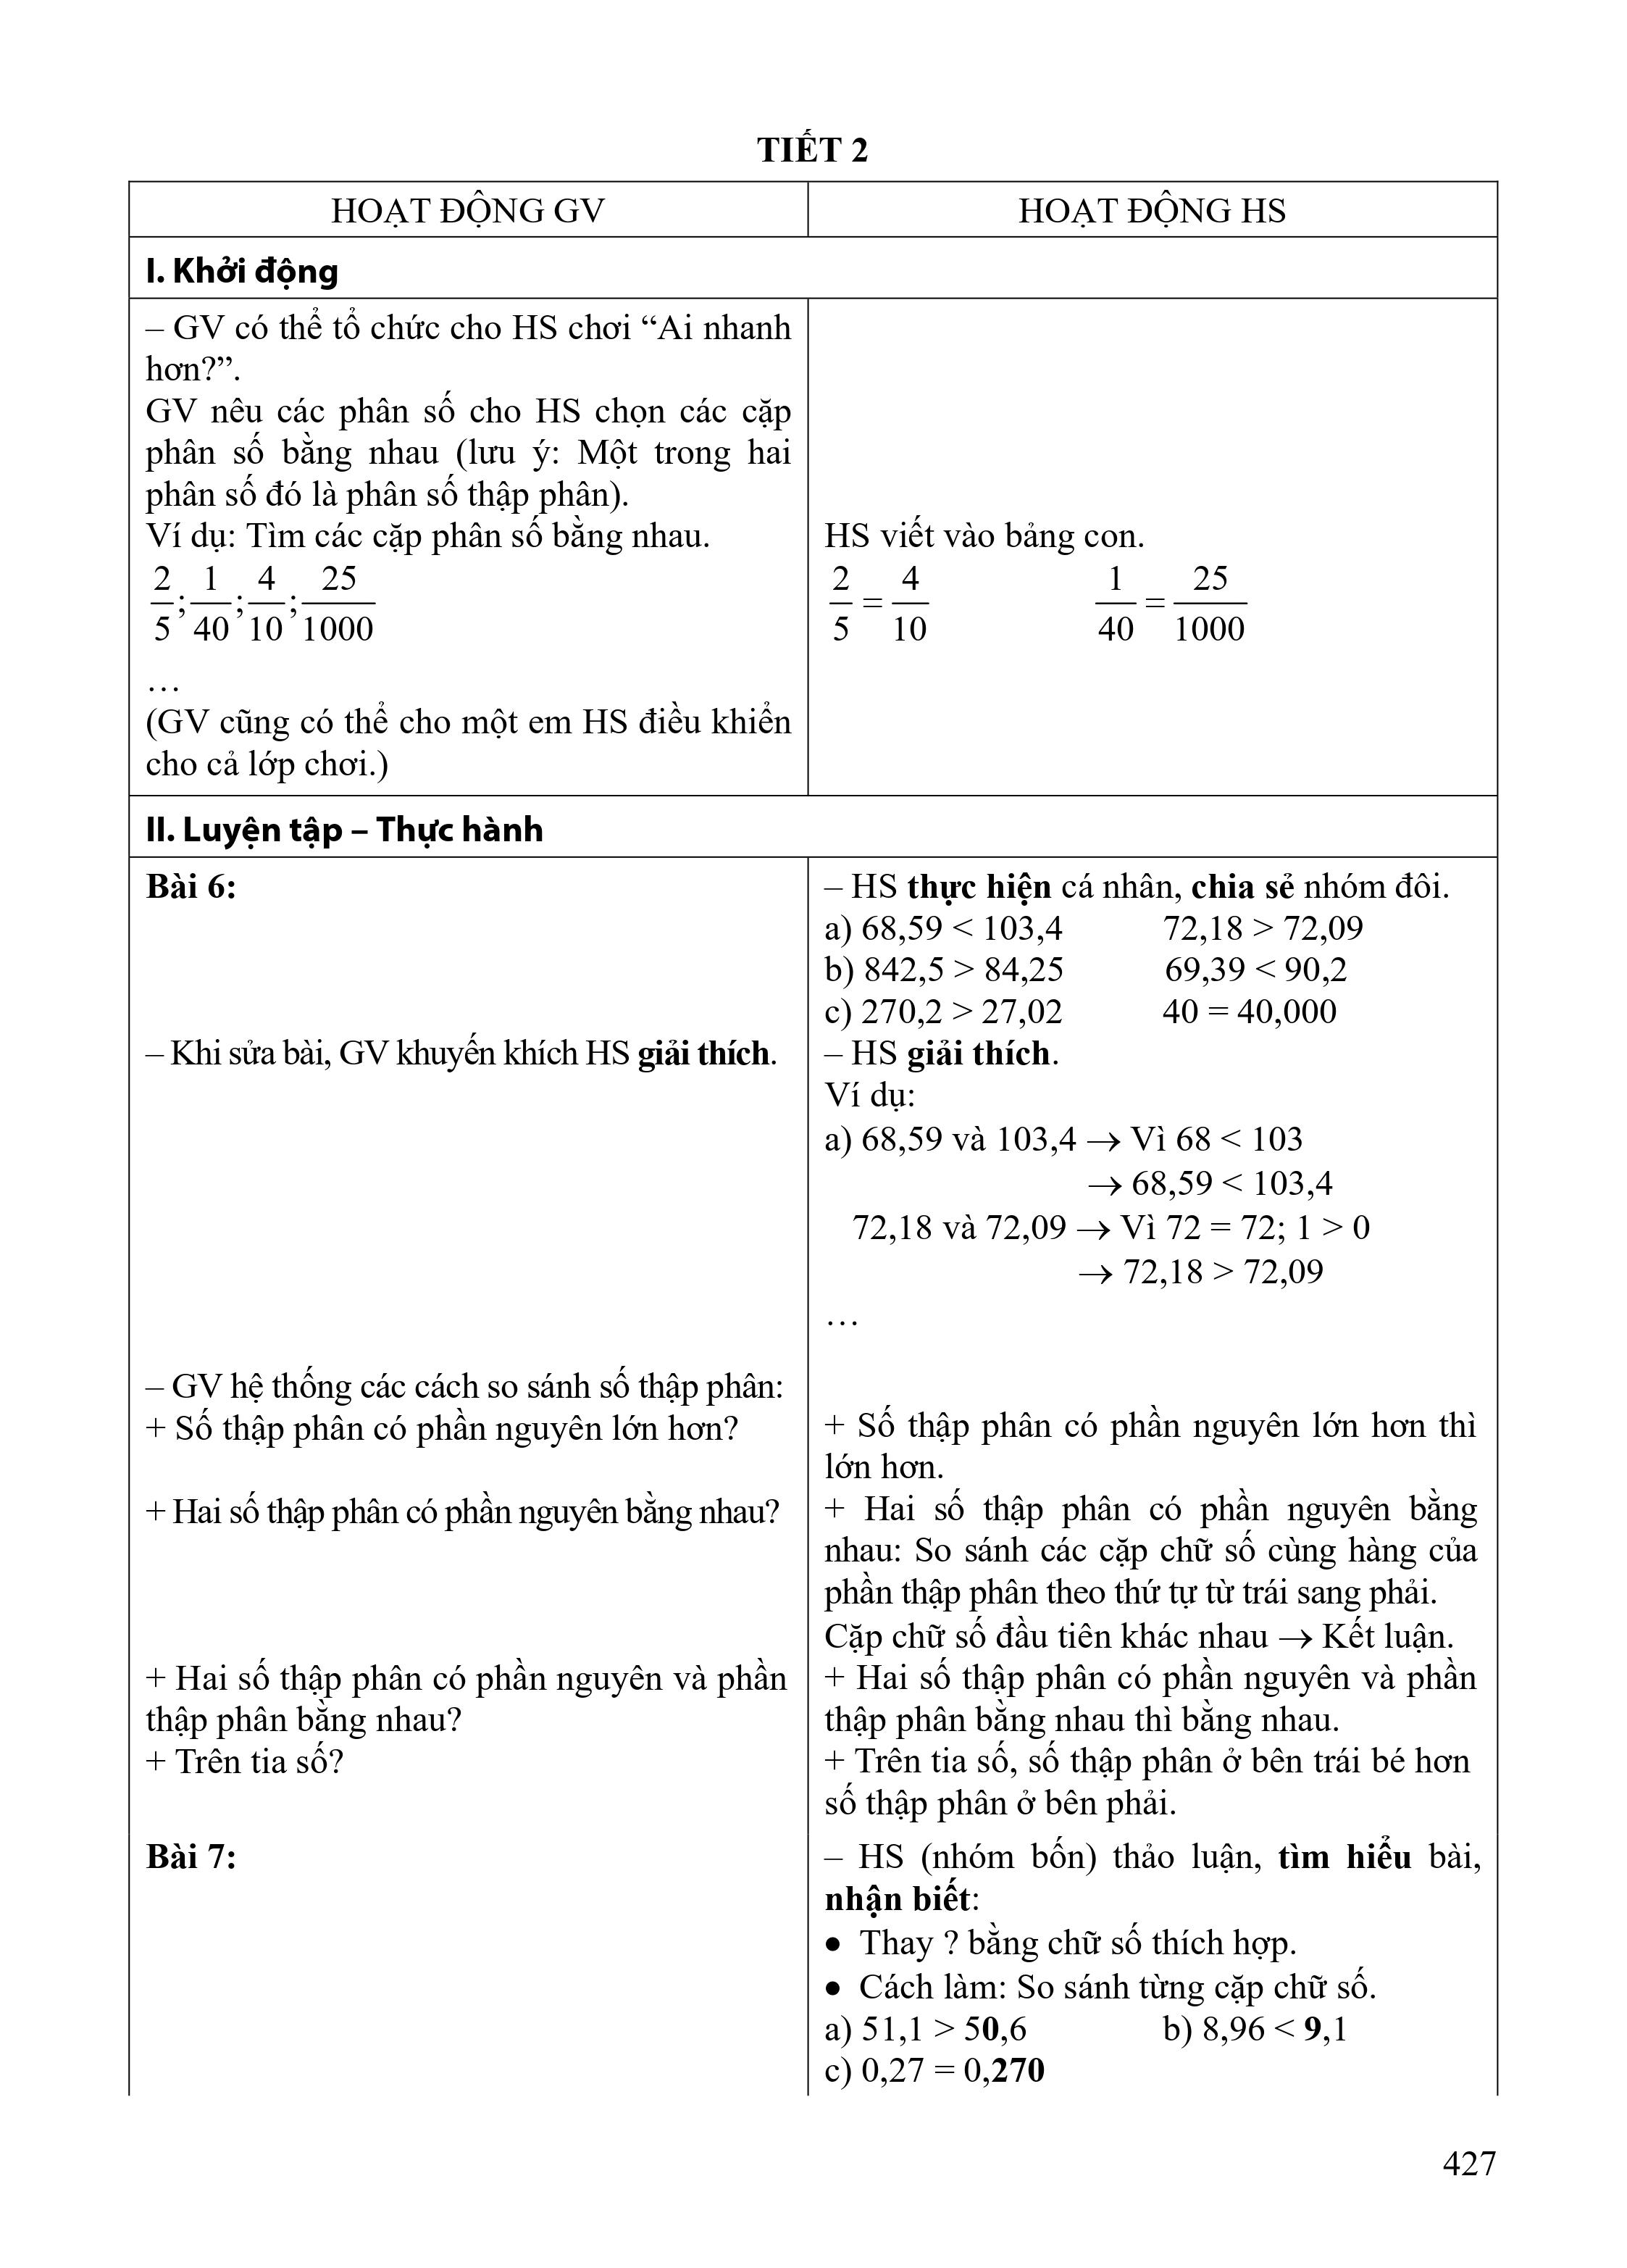 TIẾT 2
HOẠT ĐỘNG GV
HOẠT ĐỘNG HS
I. Khởi động
– GV có thể tổ chức cho HS chơi “Ai nhanh
hơn?”.
GV nêu các phân số cho HS chọn các cặp
phân số bằng nhau (lưu ý: Một trong hai
phân số đó là phân số thập phân).
Ví dụ: Tìm các cặp phân số bằng nhau.
2/5; 1/40; 4/10; 25/1000
…
(GV cũng có thể cho một em HS điều khiển
cho cả lớp chơi.)
HS viết vào bảng con.
2/5 = 4/10 1/40 = 25/1000
II. Luyện tập – Thực hành
Bài 6:
– Khi sửa bài, GV khuyến khích HS giải thích.
– GV hệ thống các cách so sánh số thập phân:
+ Số thập phân có phần nguyên lớn hơn?
+ Hai số thập phân có phần nguyên bằng nhau?
+ Hai số thập phân có phần nguyên và phần
thập phân bằng nhau?
+ Trên tia số?
– HS thực hiện cá nhân, chia sẻ nhóm đôi.
a) 68,59 < 103,4 72,18 > 72,09
b) 842,5 > 84,25 69,39 < 90,2
c) 270,2 > 27,02 40 = 40,000
– HS giải thích.
Ví dụ:
a) 68,59 và 103,4 → Vì 68 < 103
→ 68,59 < 103,4
72,18 và 72,09 → Vì 72 = 72; 1 > 0
→ 72,18 > 72,09
…
+ Số thập phân có phần nguyên lớn hơn thì
lớn hơn.
+ Hai số thập phân có phần nguyên bằng
nhau: So sánh các cặp chữ số cùng hàng của
phần thập phân theo thứ tự từ trái sang phải.
Cặp chữ số đầu tiên khác nhau → Kết luận.
+ Hai số thập phân có phần nguyên và phần
thập phân bằng nhau thì bằng nhau.
+ Trên tia số, số thập phân ở bên trái bé hơn
số thập phân ở bên phải.
Bài 7:
– HS (nhóm bốn) thảo luận, tìm hiểu bài,
nhận biết:
• Thay ? bằng chữ số thích hợp.
• Cách làm: So sánh từng cặp chữ số.
a) 51,1 > 50,6 b) 8,96 < 9,1
c) 0,27 = 0,270
427